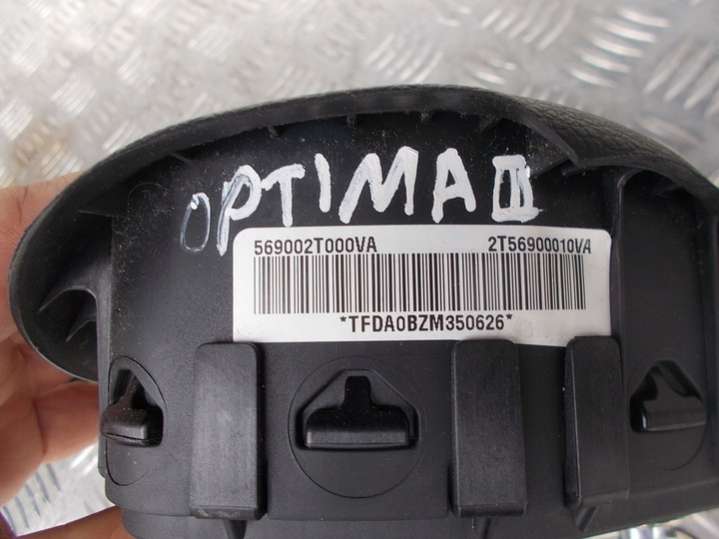 OPTIMA III
569002T000VA 2T56900010VA
*TFDA0BZM350626*